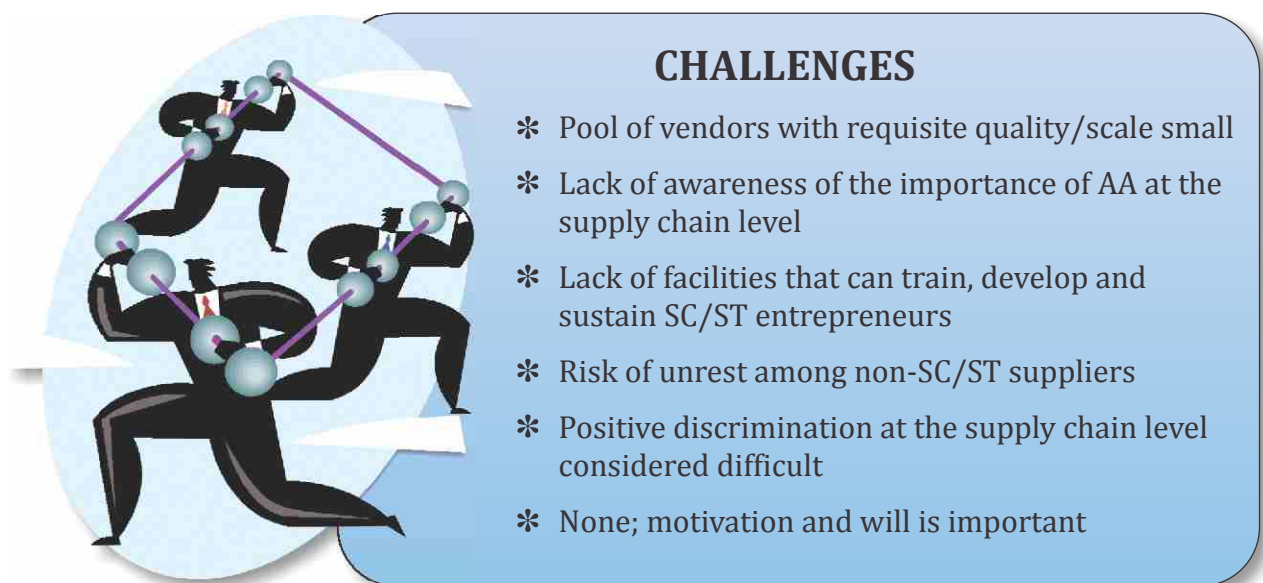 CHALLENGES
✻ Pool of vendors with requisite quality/scale small
✻ Lack of awareness of the importance of AA at the
supply chain level
✻ Lack of facilities that can train, develop and
sustain SC/ST entrepreneurs
✻ Risk of unrest among non-SC/ST suppliers
✻ Positive discrimination at the supply chain level
considered difficult
✻ None; motivation and will is important